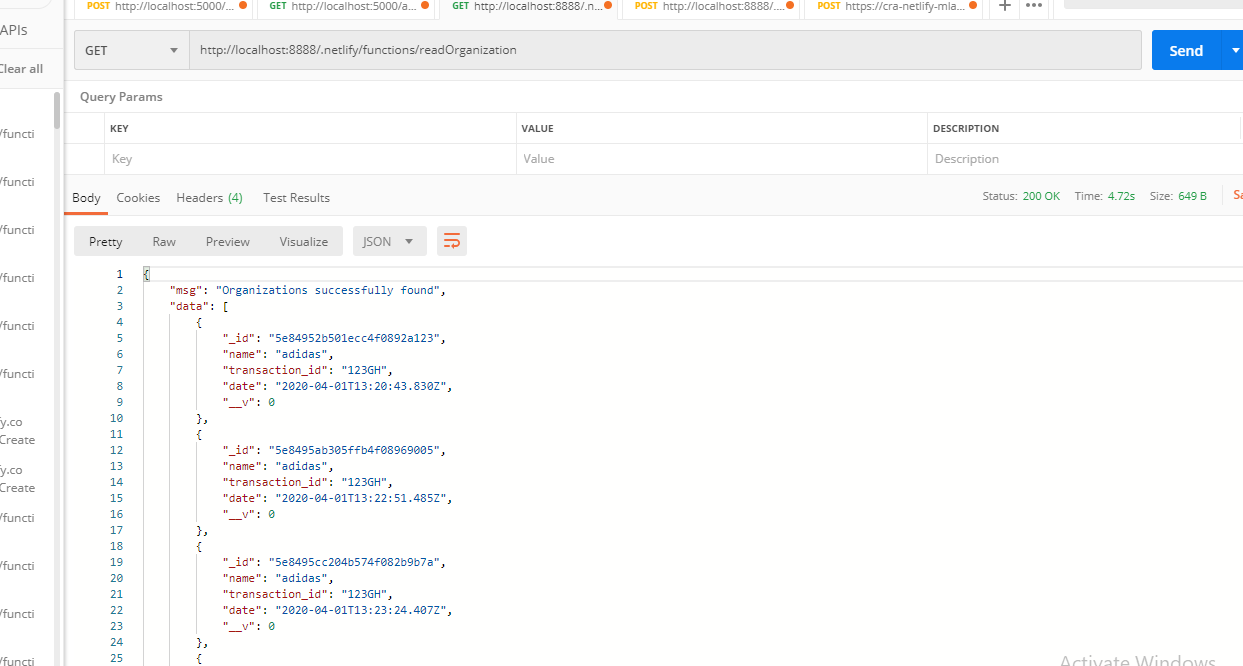 POST http://localhost:5000/... GET http://localhost:5000/a... GET http://localhost:8888/.n... POST http://localhost:8888/.... POST https://cra-netlify-mla...
APIs
GET http://localhost:8888/.netlify/functions/readOrganization Send
Clear all
Query Params
KEY VALUE DESCRIPTION
/functi
Key Value Description
/functi
Body Cookies Headers (4) Test Results Status: 200 OK Time: 4.72s Size: 649 B Sa
/functi
Pretty Raw Preview Visualize JSON
/functi
1 {
2 "msg": "Organizations successfully found",
3 "data": [
4 {
/functi
5 "_id": "5e84952b501ecc4f0892a123",
6 "name": "adidas",
7 "transaction_id": "123GH",
/functi
8 "date": "2020-04-01T13:20:43.830Z",
9 "__v": 0
10 },
fy.co
11 {
Create
12 "_id": "5e8495ab305ffb4f08969005",
13 "name": "adidas",
fy.co
14 "transaction_id": "123GH",
Create
15 "date": "2020-04-01T13:22:51.485Z",
16 "__v": 0
/functi
17 },
18 {
19 "_id": "5e8495cc204b574f082b9b7a",
/functi
20 "name": "adidas",
21 "transaction_id": "123GH",
22 "date": "2020-04-01T13:23:24.407Z",
/functi
23 "__v": 0
24 },
25 {
/functi
Activate Windows